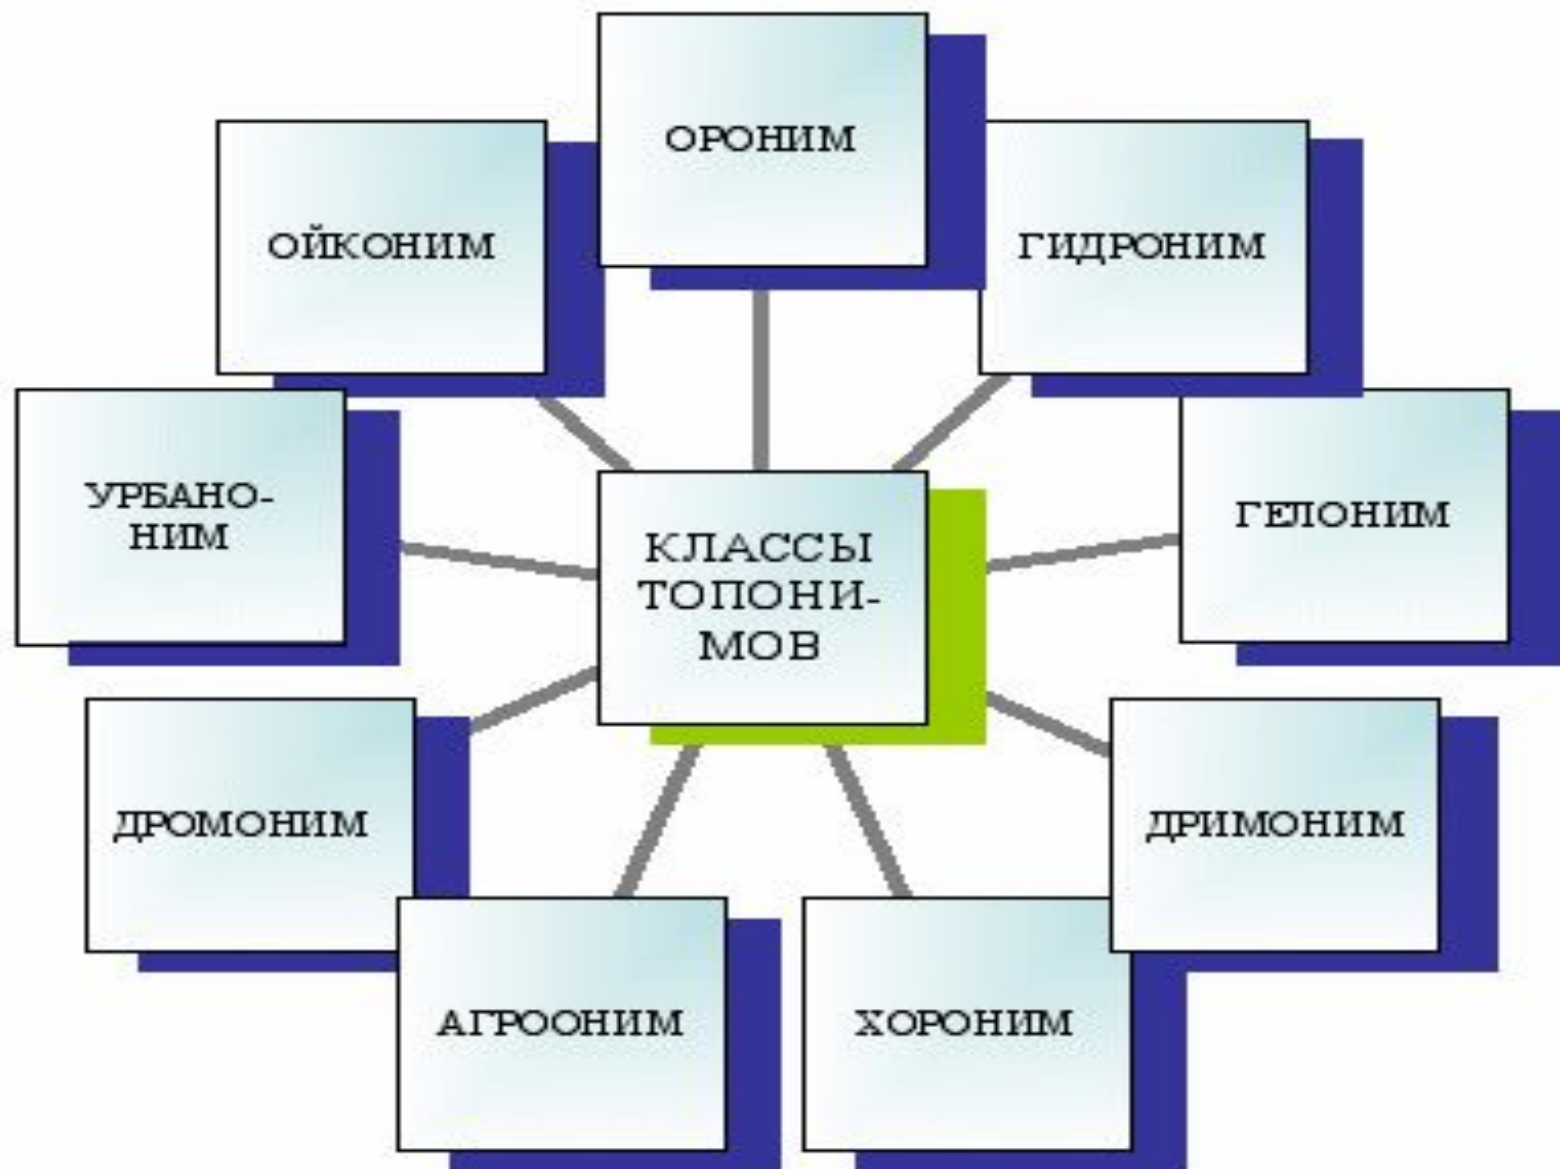 ОРОНИМ
ОЙКОНИМ
ГИДРОНИМ
УРБАНО-
НИМ
ГЕЛОНИМ
КЛАССЫ
ТОПОНИ-
МОВ
ДРОМОНИМ
ДРИМОНИМ
АГРООНИМ
ХОРОНИМ